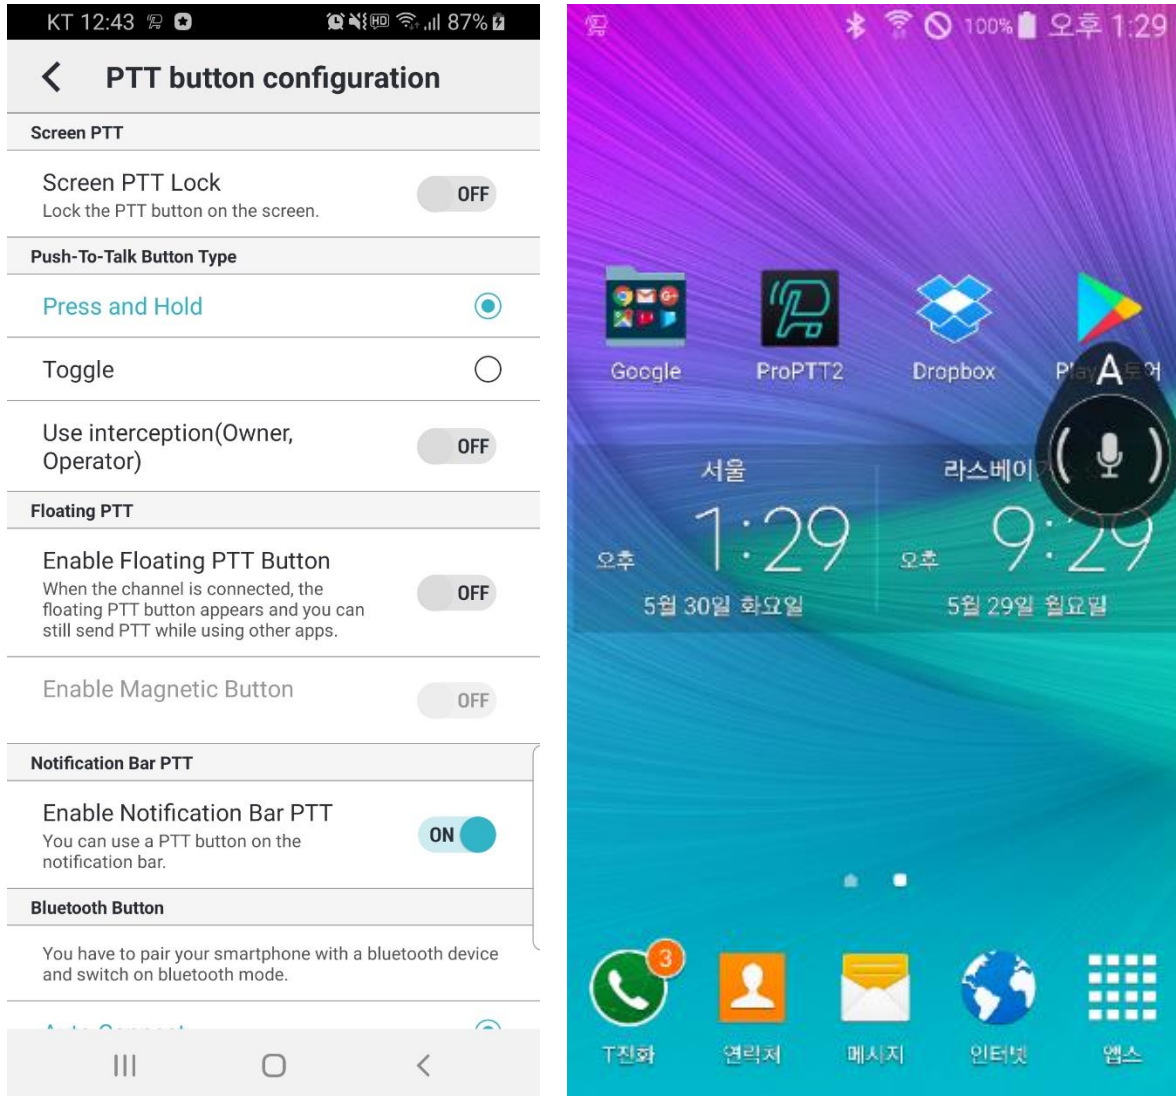 KT 12:43 HD 87%
PTT button configuration
Screen PTT
Screen PTT Lock
OFF
Lock the PTT button on the screen.
Push-To-Talk Button Type
Press and Hold
Toggle
Use interception(Owner,
Operator)
OFF
Floating PTT
Enable Floating PTT Button
When the channel is connected, the
floating PTT button appears and you can
still send PTT while using other apps.
OFF
Enable Magnetic Button
OFF
Notification Bar PTT
Enable Notification Bar PTT
You can use a PTT button on the
notification bar.
ON
Bluetooth Button
You have to pair your smartphone with a bluetooth device
and switch on bluetooth mode.
Auto Connect
100% 오후 1:29
Google ProPTT2 Dropbox
A
서울
오후 1:29
5월 30일 화요일
오후 9:29
5월 29일 월요일
3
T전화 연락처 메시지 인터넷 앱스